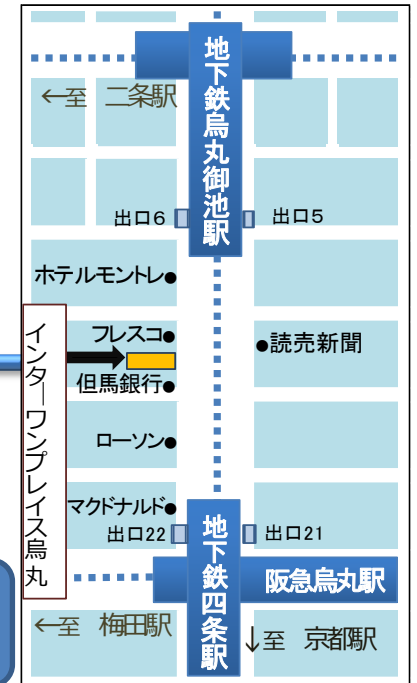 地下鉄烏丸御池駅
←至 二条駅
出口6
出口5
ホテルモントレ●
フレスコ●
●読売新聞
インターワンプレイス烏丸
但馬銀行●
ローソン●
マクドナルド●
出口22
出口21
地下鉄四条駅
阪急烏丸駅
←至 梅田駅
↓至 京都駅